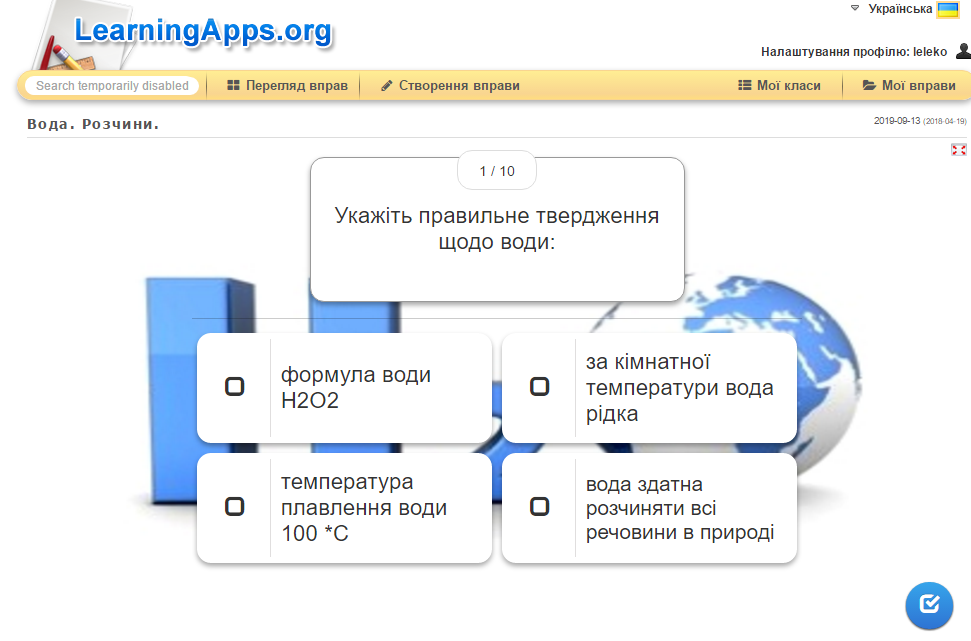 Українська
LearningApps.org
Налаштування профілю: leleko
Search temporarily disabled
Перегляд вправ
Створення вправи
Мої класи
Мої вправи
Вода. Розчини.
2019-09-13 (2018-04-19)
1 / 10
Укажіть правильне твердження
щодо води:
формула води
H2O2
за кімнатної
температури вода
рідка
температура
плавлення води
100 *C
вода здатна
розчиняти всі
речовини в природі